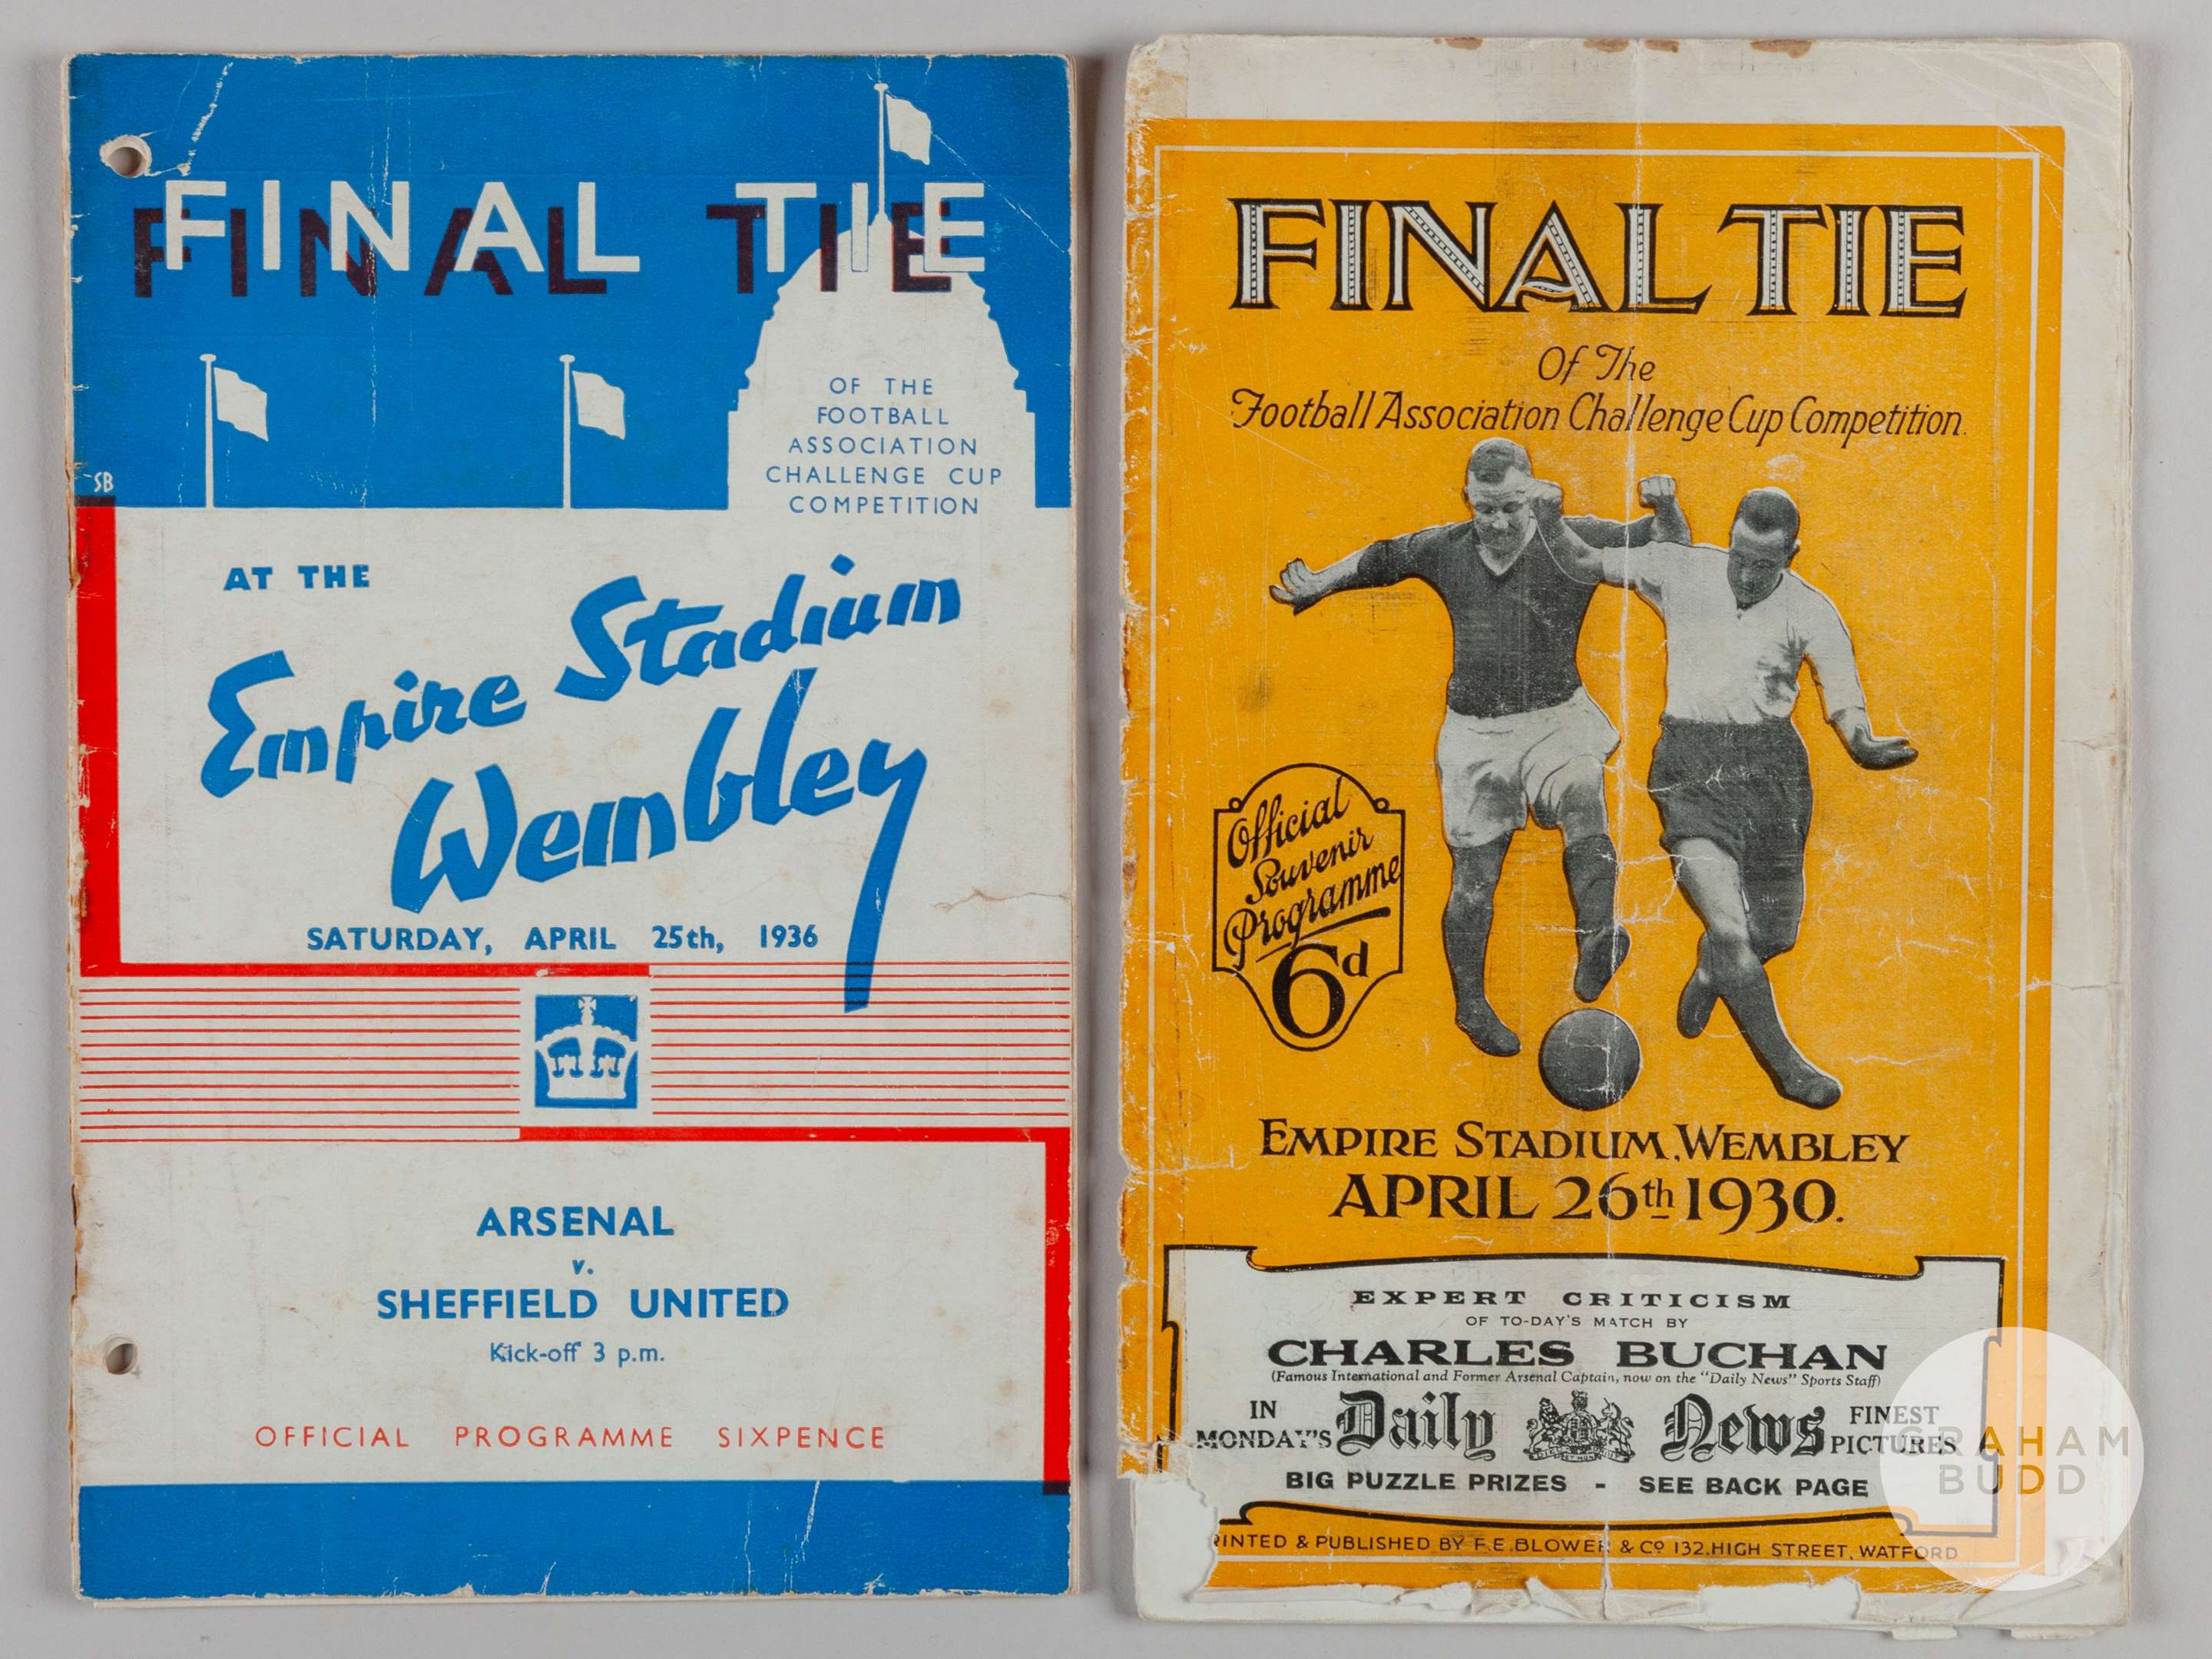 FINAL TIE
OF THE
FOOTBALL
ASSOCIATION
CHALLENGE CUP
COMPETITION
SB
AT THE
Empire Stadium
Wembley
SATURDAY, APRIL 25th, 1936
ARSENAL
v.
SHEFFIELD UNITED
Kick-off 3 p.m.
OFFICIAL PROGRAMME SIXPENCE
FINAL TIE
Of The
Football Association Challenge Cup Competition.
Official
Souvenir
Programme
6d
EMPIRE STADIUM, WEMBLEY
APRIL 26th 1930.
EXPERT CRITICISM
OF TO-DAY'S MATCH BY
CHARLES BUCHAN
(Famous International and Former Arsenal Captain, now on the "Daily News" Sports Staff)
IN MONDAY'S Daily News FINEST PICTURES
BIG PUZZLE PRIZES - SEE BACK PAGE
RINTED & PUBLISHED BY F.E.BLOWER & Co 132, HIGH STREET, WATFORD
GRAHAM
BUDD